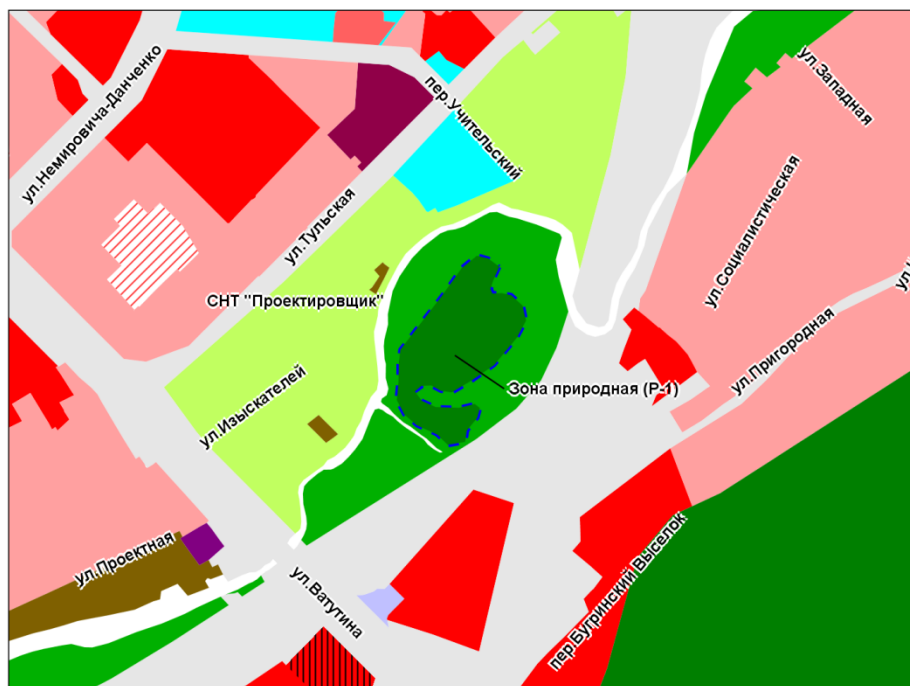 ул.Западная
ул.Немировича-Данченко
пер.Учительский
ул.Тульская
ул.Социалистическая
СНТ "Проектировщик"
ул.Пригородная
Зона природная (Р-1)
ул.Изыскателей
ул.Проектная
ул.Ватутина
пер.Бугринский Выселок